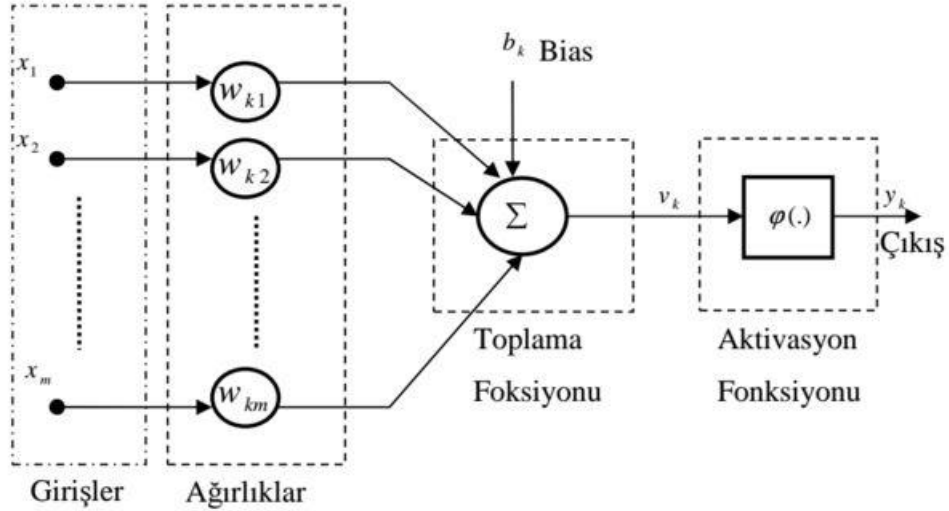 x₁
x₂
xₘ
Girişler
wₖ₁
wₖ₂
wₖₘ
Ağırlıklar
bₖ Bias
Σ
Toplama
Foksiyonu
vₖ
φ(.)
Aktivasyon
Fonksiyonu
yₖ
Çıkış